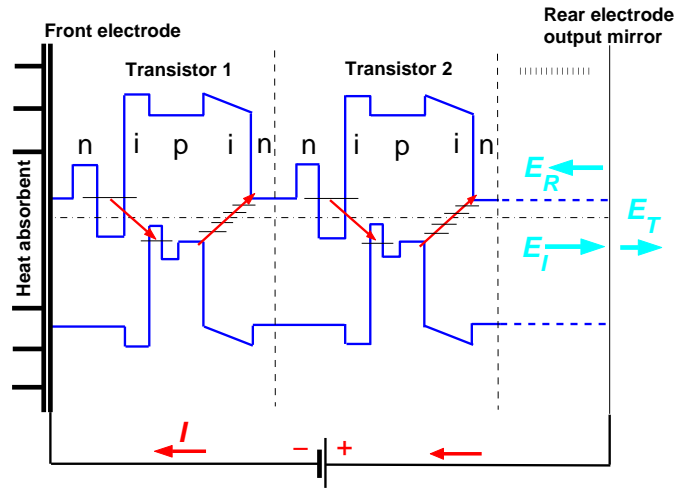 Front electrode
Rear electrode
output mirror
Transistor 1
Transistor 2
n i p i n n i p i n
E_R
E_T
E_I
Heat absorbent
I
− +